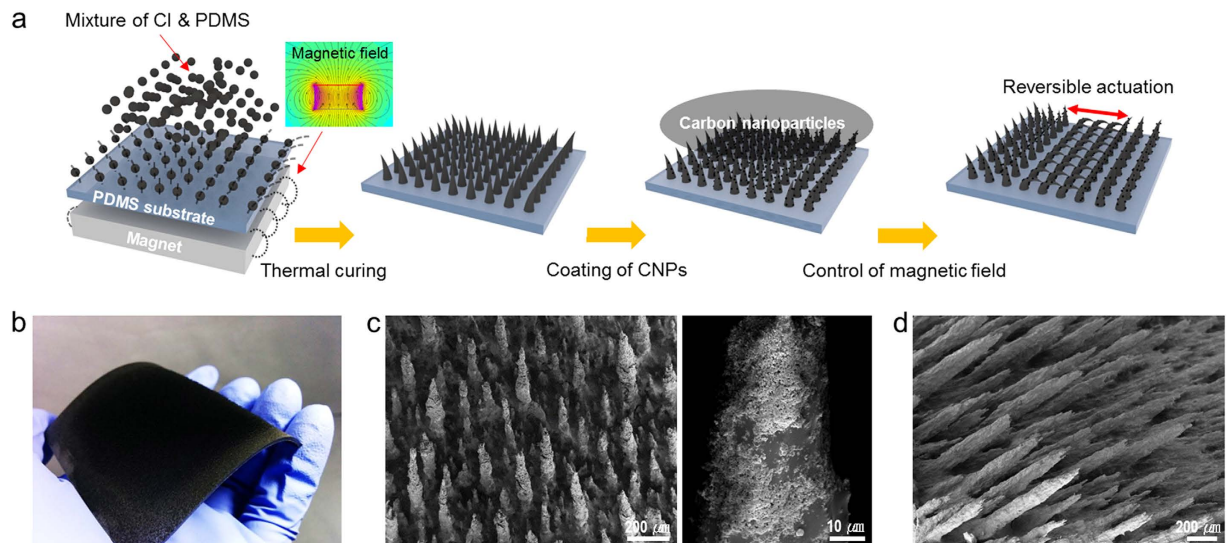 a
Mixture of CI & PDMS
Magnetic field
PDMS substrate
Magnet
Thermal curing
Carbon nanoparticles
Coating of CNPs
Reversible actuation
Control of magnetic field
b
c
200 ㎛
10 ㎛
d
200 ㎛